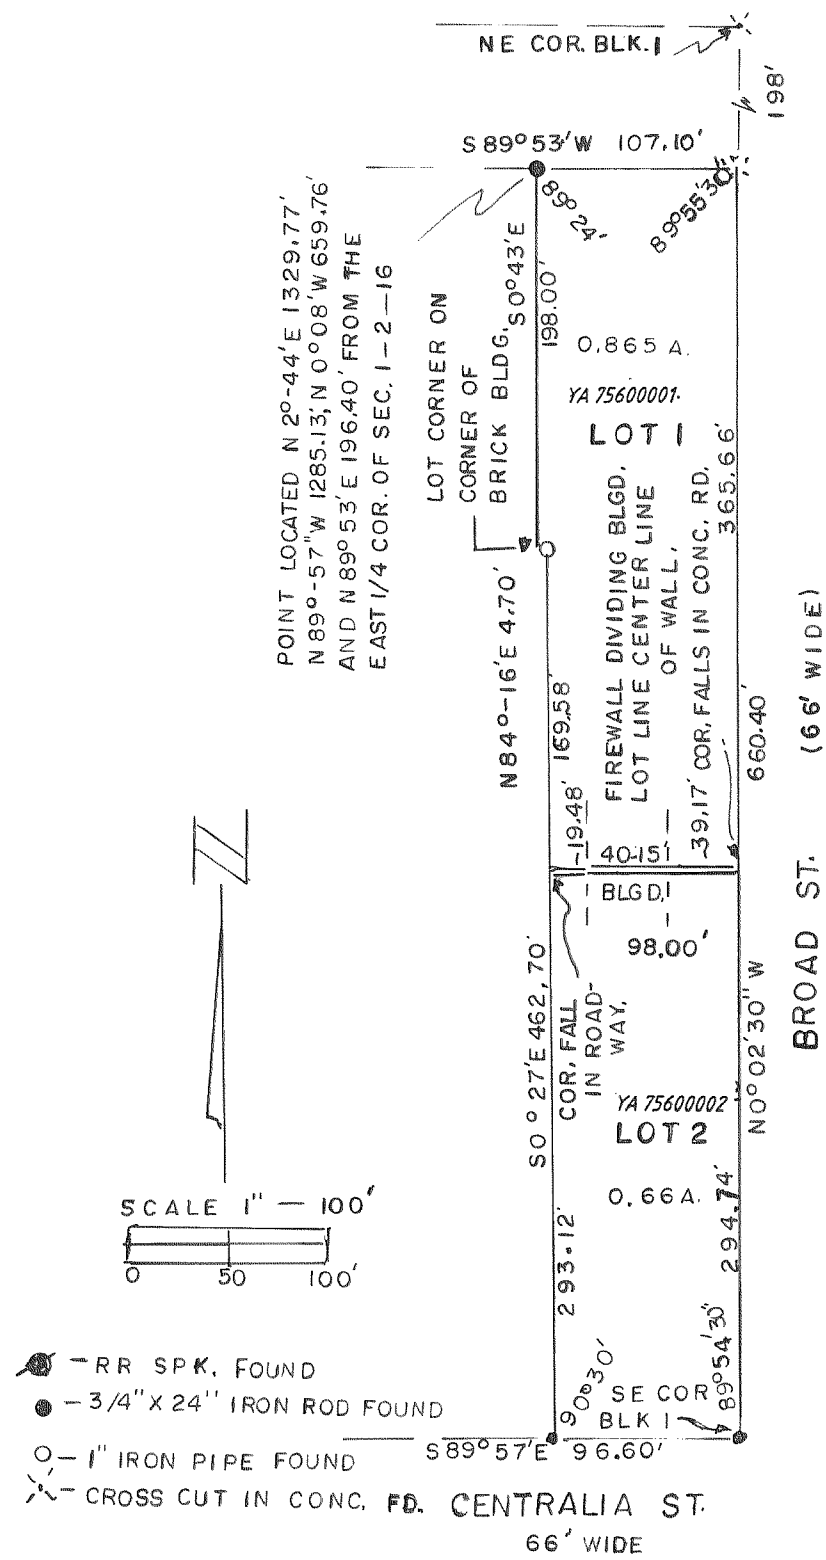 NE COR. BLK. 1
198'
S 89° 53' W 107.10'
89° 24'
89° 55' 3
POINT LOCATED N 2°-44' E 1329.77'
N 89°-57" W 1285.13', N 0° 08' W 659.76'
AND N 89° 53' E 196.40' FROM THE
EAST 1/4 COR. OF SEC. 1-2-16
LOT CORNER ON
CORNER OF
BRICK BLDG.
S 0° 43' E
198.00'
0.865 A.
YA 75600001.
LOT 1
365.66'
N 84°-16' E 4.70'
169.58'
FIREWALL DIVIDING BLGD.
LOT LINE CENTER LINE
OF WALL.
39.17' COR. FALLS IN CONC. RD.
660.40'
(66' WIDE)
BROAD ST.
19.48'
40.15'
BLGD.
98.00'
S 0° 27' E 462.70'
COR. FALL
IN ROAD-
WAY.
N 0° 02' 30" W
YA 75600002
LOT 2
0.66 A.
294.74'
293.12'
SCALE 1" — 100'
0 50 100'
90° 30'
SE COR
BLK 1
89° 54' 30"
S 89° 57' E 96.60'
-RR SPK. FOUND
-3/4" X 24" IRON ROD FOUND
-1" IRON PIPE FOUND
-CROSS CUT IN CONC. FD.
CENTRALIA ST.
66' WIDE